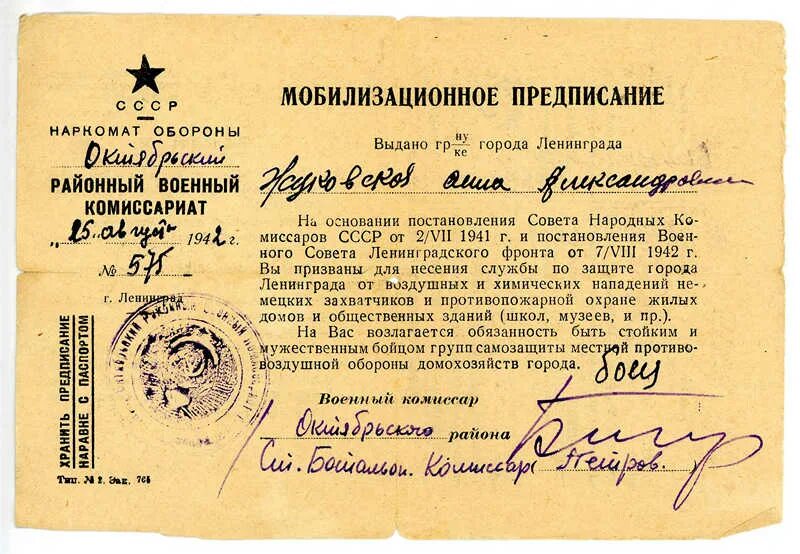 СССР
НАРКОМАТ ОБОРОНЫ
Октябрьский
РАЙОННЫЙ ВОЕННЫЙ
КОМИССАРИАТ
„25 август" 1942 г.
№ 575
г. Ленинград
ХРАНИТЬ ПРЕДПИСАНИЕ
НАРАВНЕ С ПАСПОРТОМ
Тип. № 2. Зак. 765
МОБИЛИЗАЦИОННОЕ ПРЕДПИСАНИЕ
Выдано гр ну/ке города Ленинграда
Жуковской Анна Александровна
На основании постановления Совета Народных Ко-
миссаров СССР от 2/VII 1941 г. и постановления Воен-
ного Совета Ленинградского фронта от 7/VIII 1942 г.
Вы призваны для несения службы по защите города
Ленинграда от воздушных и химических нападений не-
мецких захватчиков и противопожарной охране жилых
домов и общественных зданий (школ, музеев, и пр.).
На Вас возлагается обязанность быть стойким и
мужественным бойцом групп самозащиты местной противо-
воздушной обороны домохозяйств города.
боец
Военный комиссар
Октябрьского района
Ст. Батальон. Комиссар (Петров.)